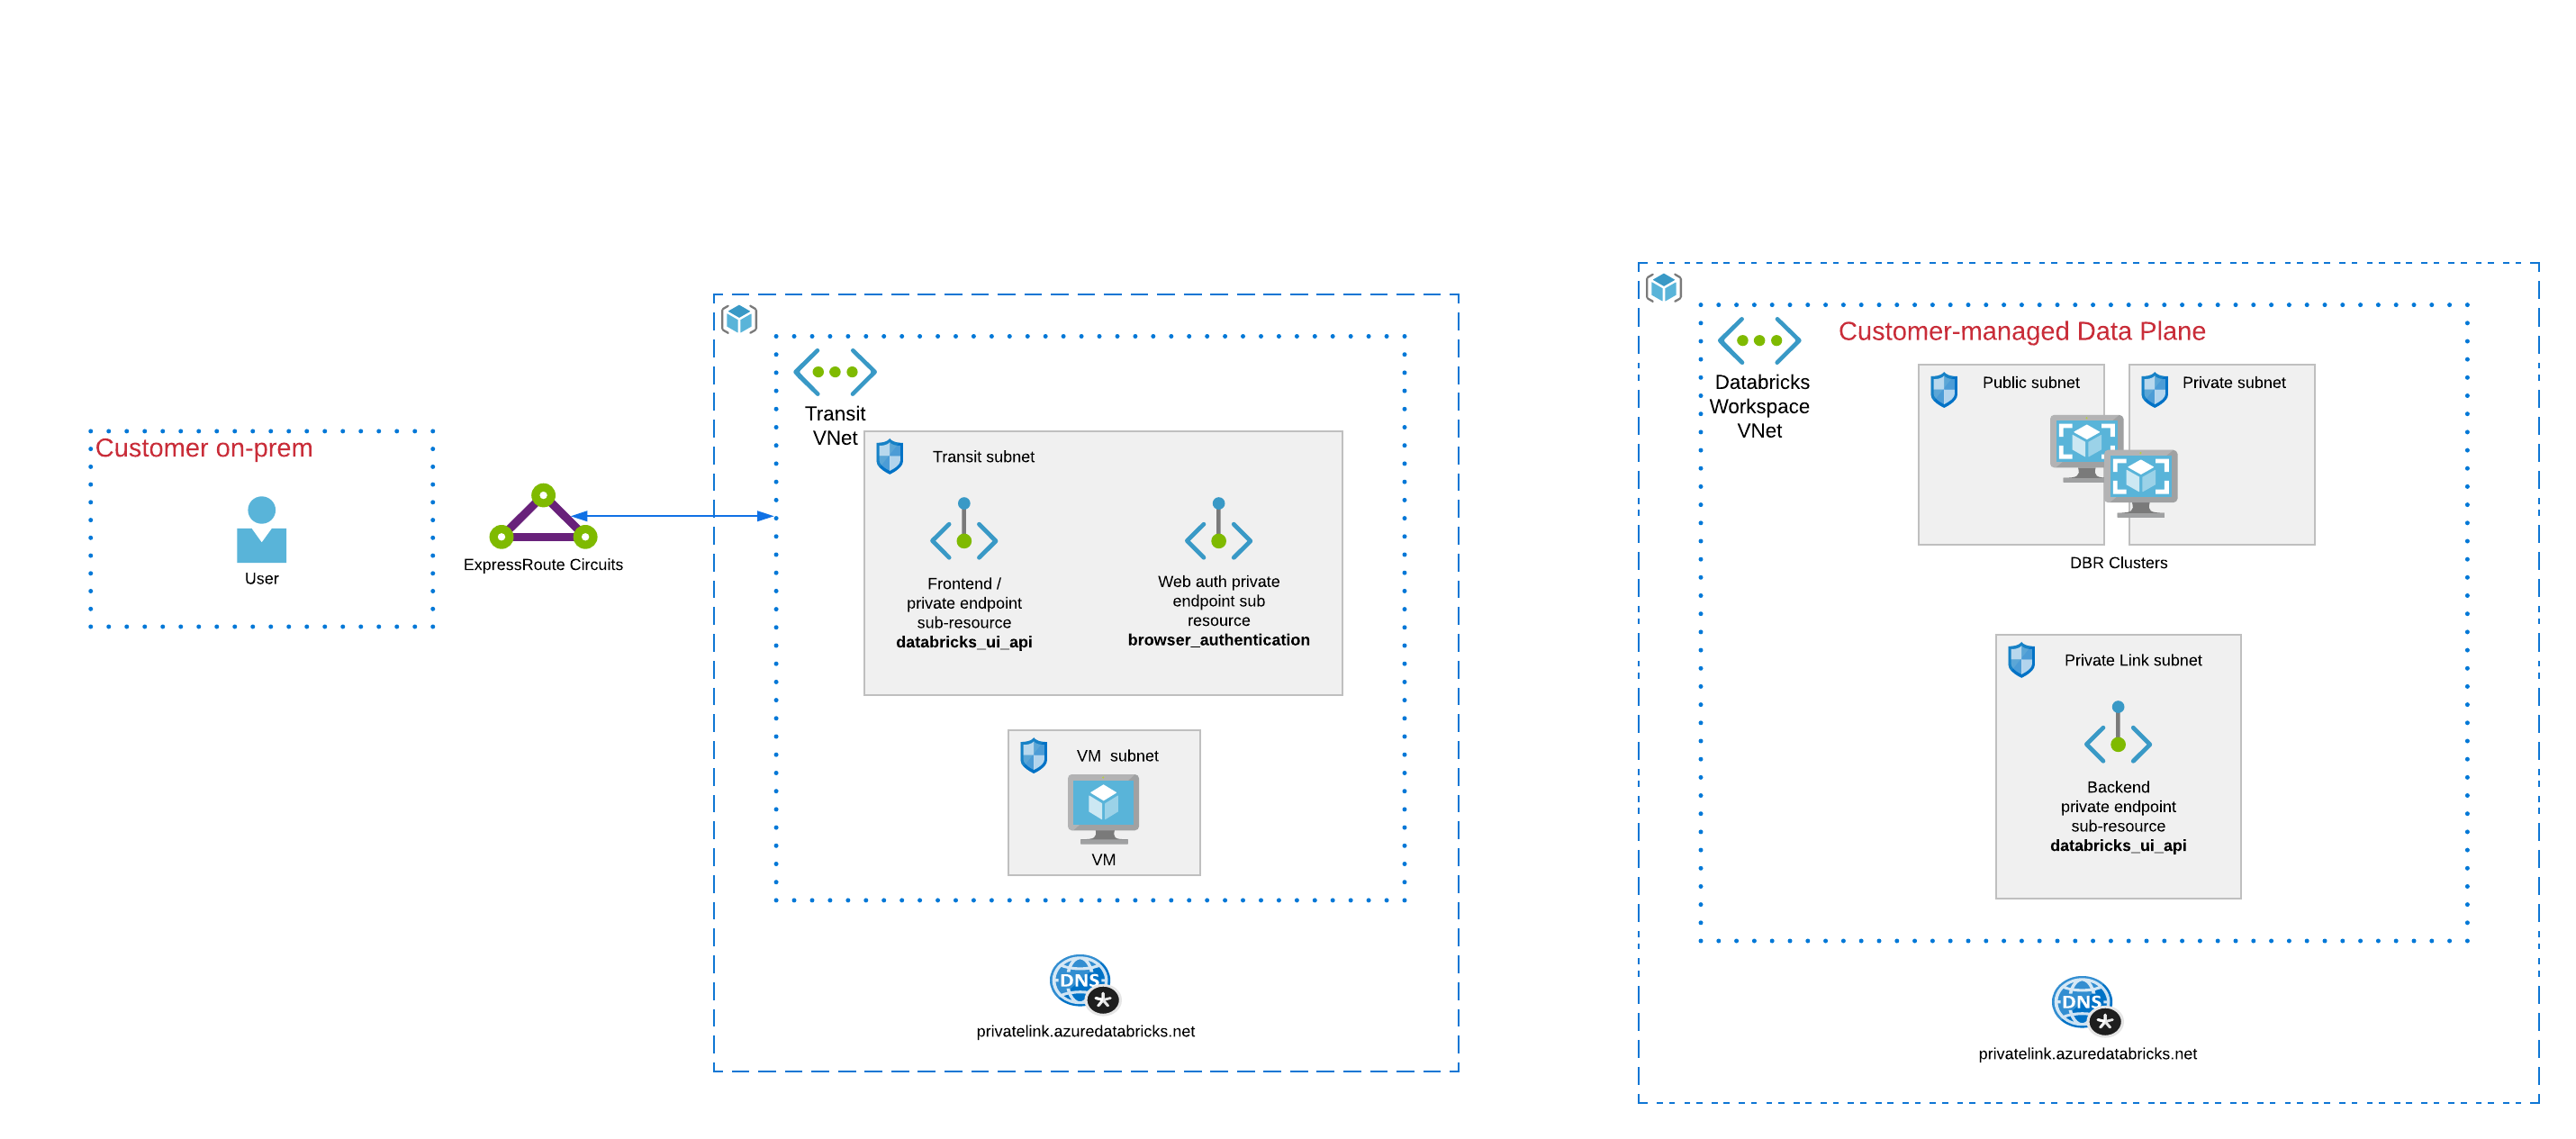 Customer on-prem
User
ExpressRoute Circuits
Transit
VNet
Transit subnet
Frontend /
private endpoint
sub-resource
databricks_ui_api
Web auth private
endpoint sub
resource
browser_authentication
VM  subnet
VM
DNS
privatelink.azuredatabricks.net
Databricks
Workspace
VNet
Customer-managed Data Plane
Public subnet
Private subnet
DBR Clusters
Private Link subnet
Backend
private endpoint
sub-resource
databricks_ui_api
DNS
privatelink.azuredatabricks.net